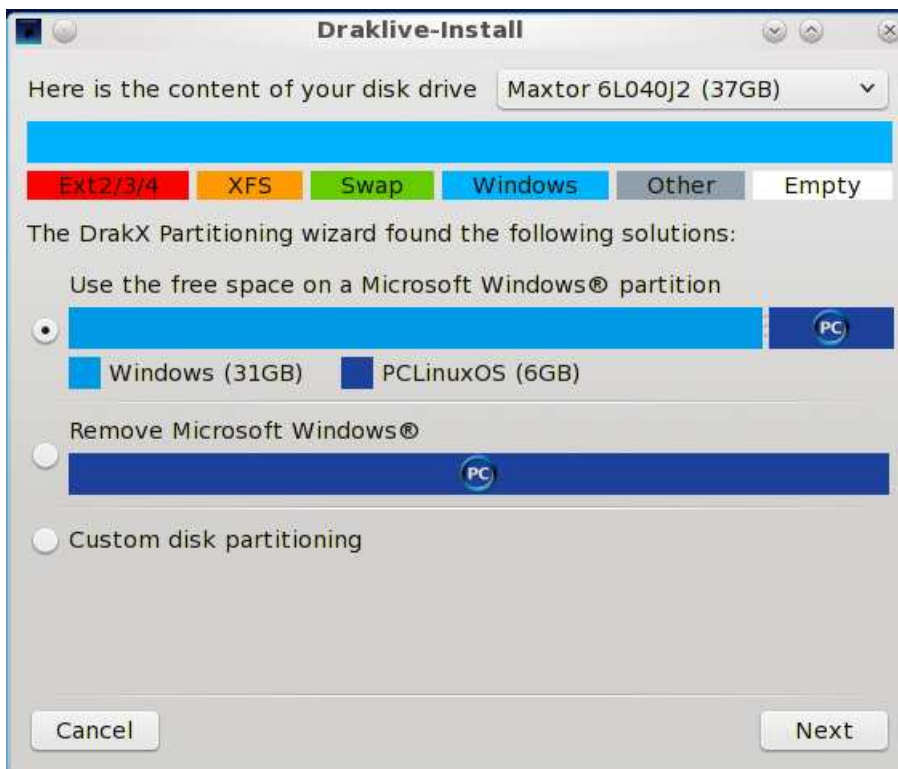 Draklive-Install
Here is the content of your disk drive Maxtor 6L040J2 (37GB)
Ext2/3/4 XFS Swap Windows Other Empty
The DrakX Partitioning wizard found the following solutions:
Use the free space on a Microsoft Windows® partition
PC
Windows (31GB) PCLinuxOS (6GB)
Remove Microsoft Windows®
PC
Custom disk partitioning
Cancel Next